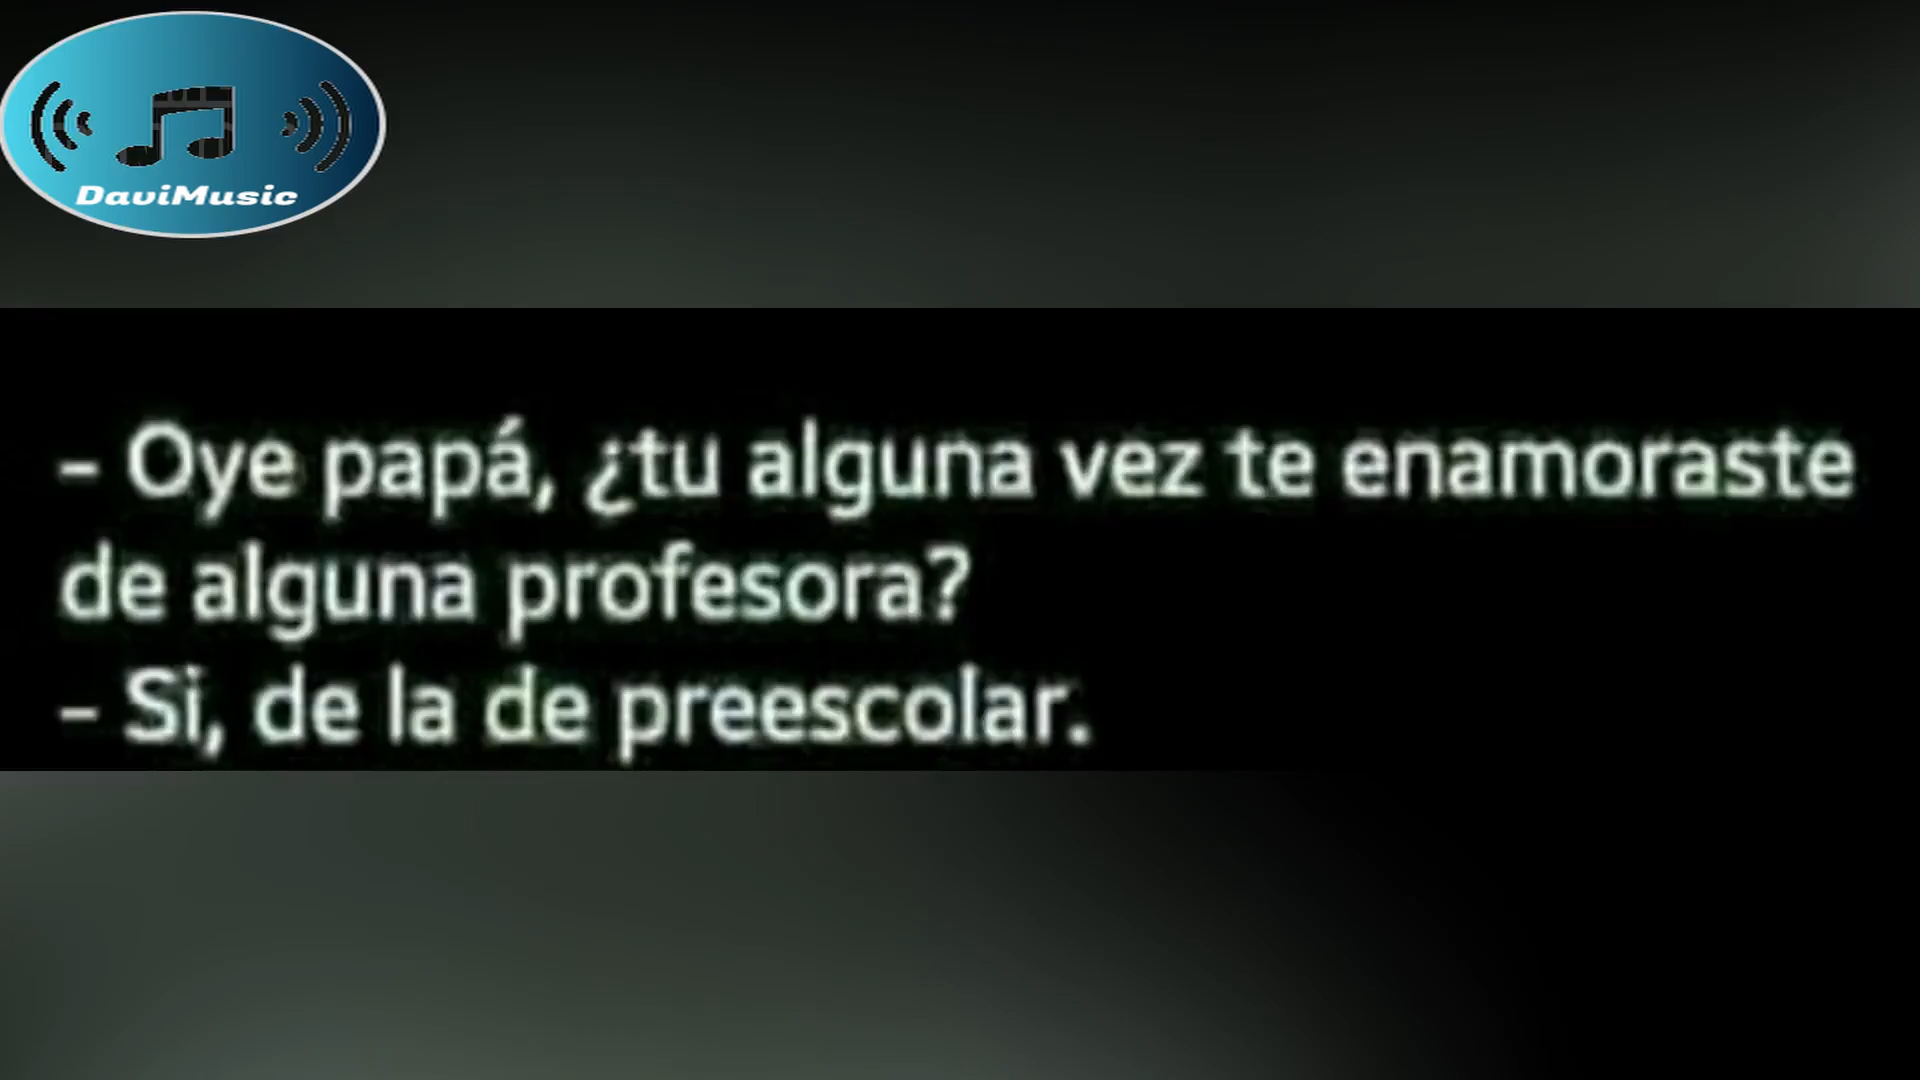 DaviMusic
– Oye papá, ¿tu alguna vez te enamoraste
de alguna profesora?
– Si, de la de preescolar.